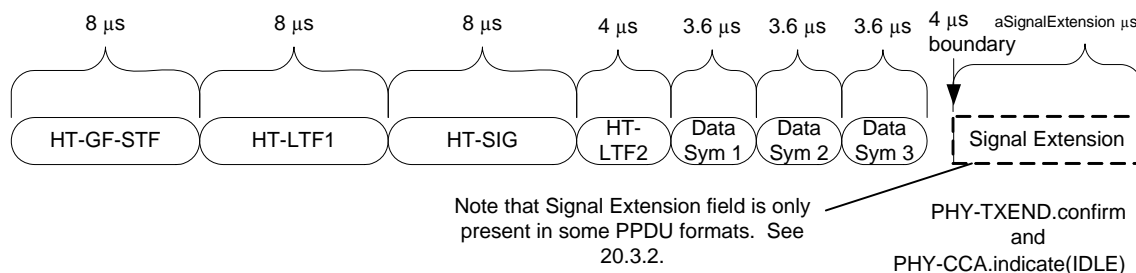 8 μs
8 μs
8 μs
4 μs
3.6 μs
3.6 μs
3.6 μs
4 μs
boundary
aSignalExtension μs
HT-GF-STF
HT-LTF1
HT-SIG
HT-
LTF2
Data
Sym 1
Data
Sym 2
Data
Sym 3
Signal Extension
Note that Signal Extension field is only
present in some PPDU formats.  See
20.3.2.
PHY-TXEND.confirm
and
PHY-CCA.indicate(IDLE)